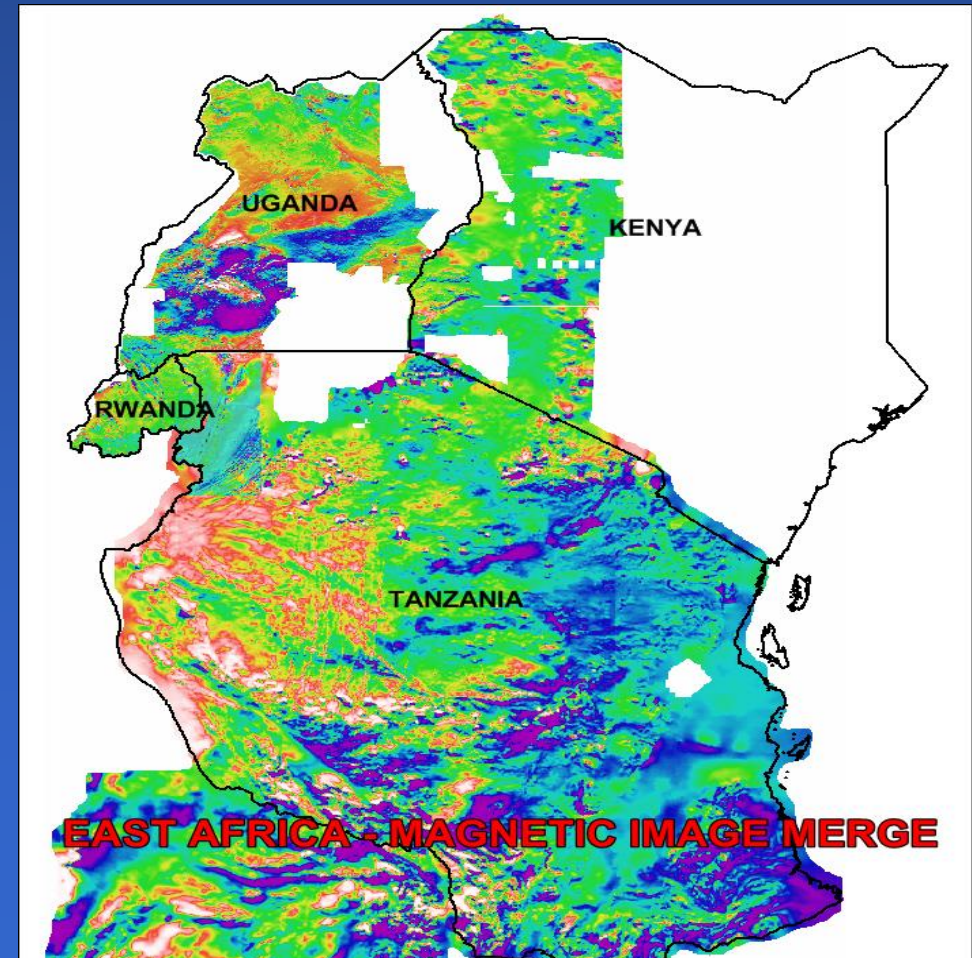 UGANDA
KENYA
RWANDA
TANZANIA
EAST AFRICA - MAGNETIC IMAGE MERGE